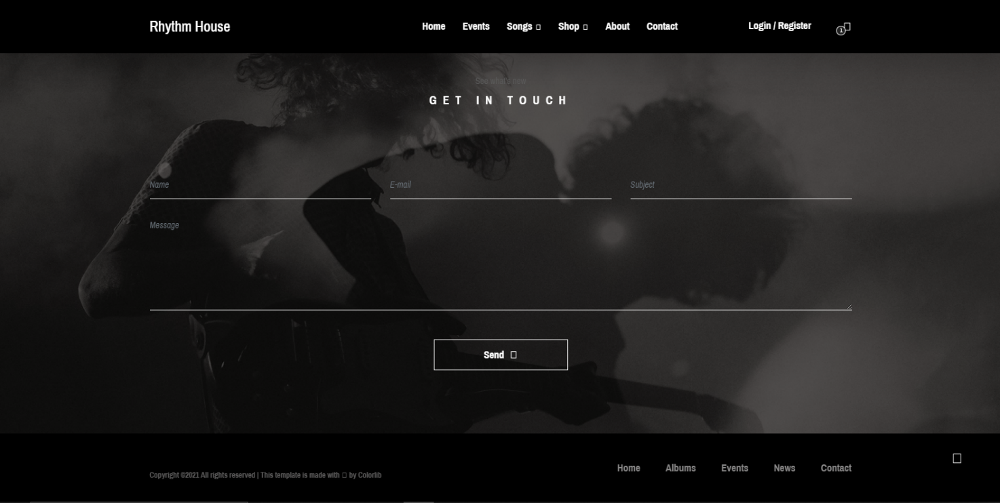 Rhythm House
Home Events Songs Shop About Contact
Login / Register
1
See what's new
GET IN TOUCH
Name E-mail Subject
Message
Send
Home Albums Events News Contact
Copyright ©2021 All rights reserved | This template is made with by Colorlib